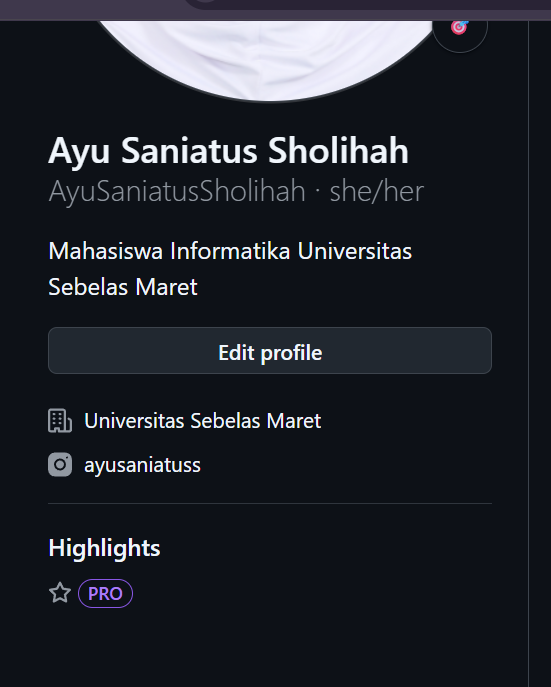 Ayu Saniatus Sholihah
AyuSaniatusSholihah · she/her
Mahasiswa Informatika Universitas
Sebelas Maret
Edit profile
Universitas Sebelas Maret
ayusaniatuss
Highlights
PRO